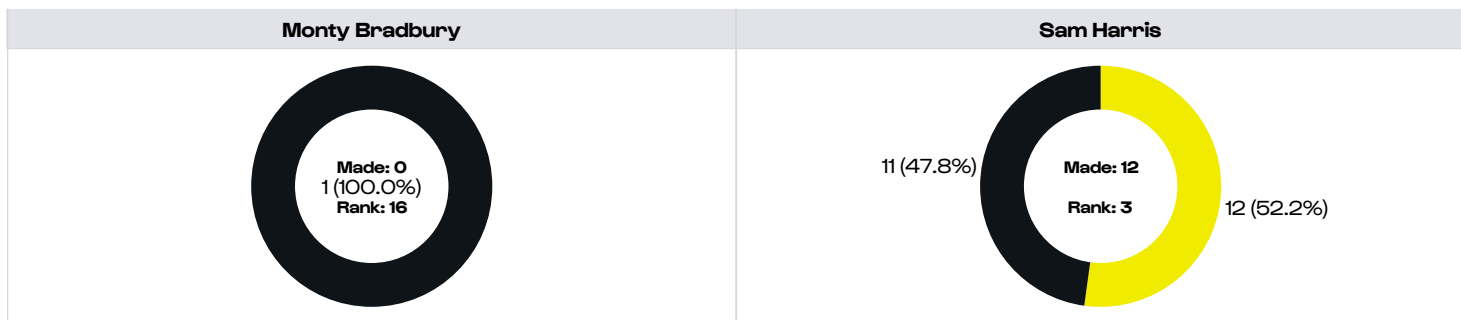 Monty Bradbury
Sam Harris
Made: 0
1 (100.0%)
Rank: 16
11 (47.8%)
Made: 12
Rank: 3
12 (52.2%)